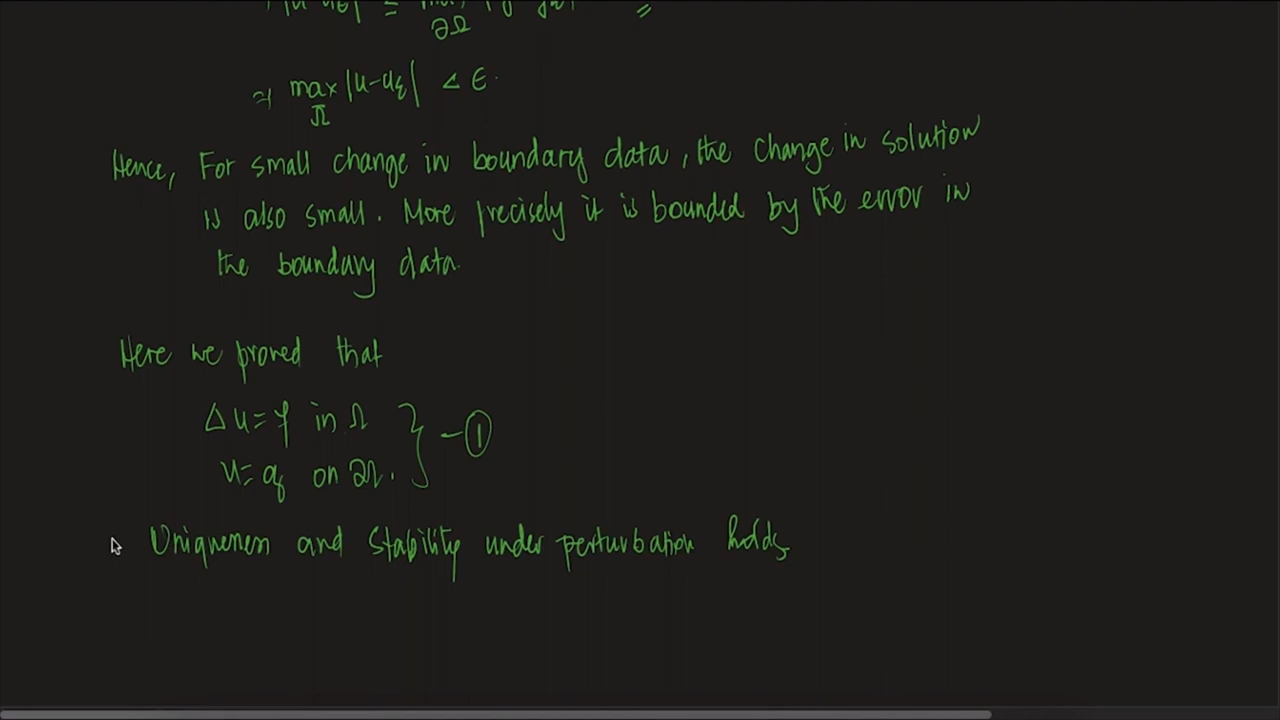 |u-uε| ≤ max
∂Ω
⇒ max |u-uε| < ε.
Ω̄
Hence, For small change in boundary data, the change in solution
is also small. More precisely it is bounded by the error in
the boundary data.
Here we proved that
Δu=f in Ω
u=g on ∂Ω. } -①
Uniqueness and stability under perturbation holds